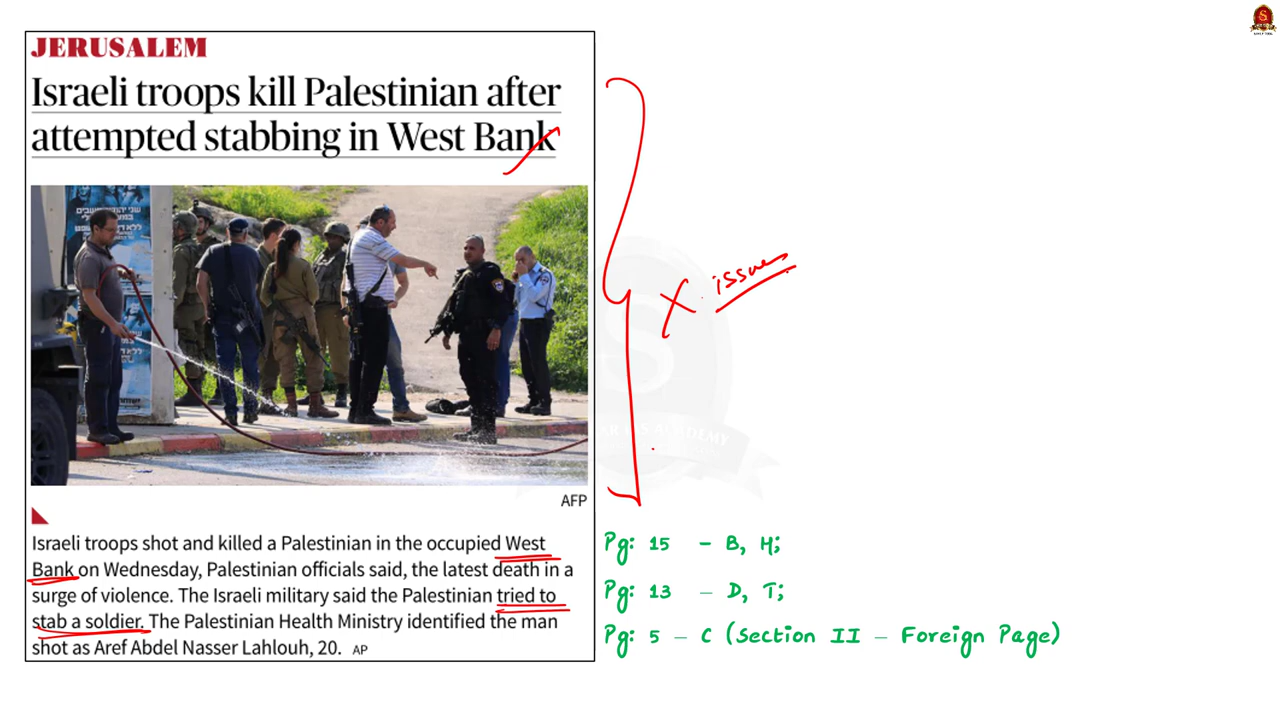 JERUSALEM
Israeli troops kill Palestinian after
attempted stabbing in West Bank
AFP
Israeli troops shot and killed a Palestinian in the occupied West
Bank on Wednesday, Palestinian officials said, the latest death in a
surge of violence. The Israeli military said the Palestinian tried to
stab a soldier. The Palestinian Health Ministry identified the man
shot as Aref Abdel Nasser Lahlouh, 20. AP
X issues
Pg: 15 - B, H;
Pg: 13 - D, T;
Pg: 5 - C (Section II - Foreign Page)